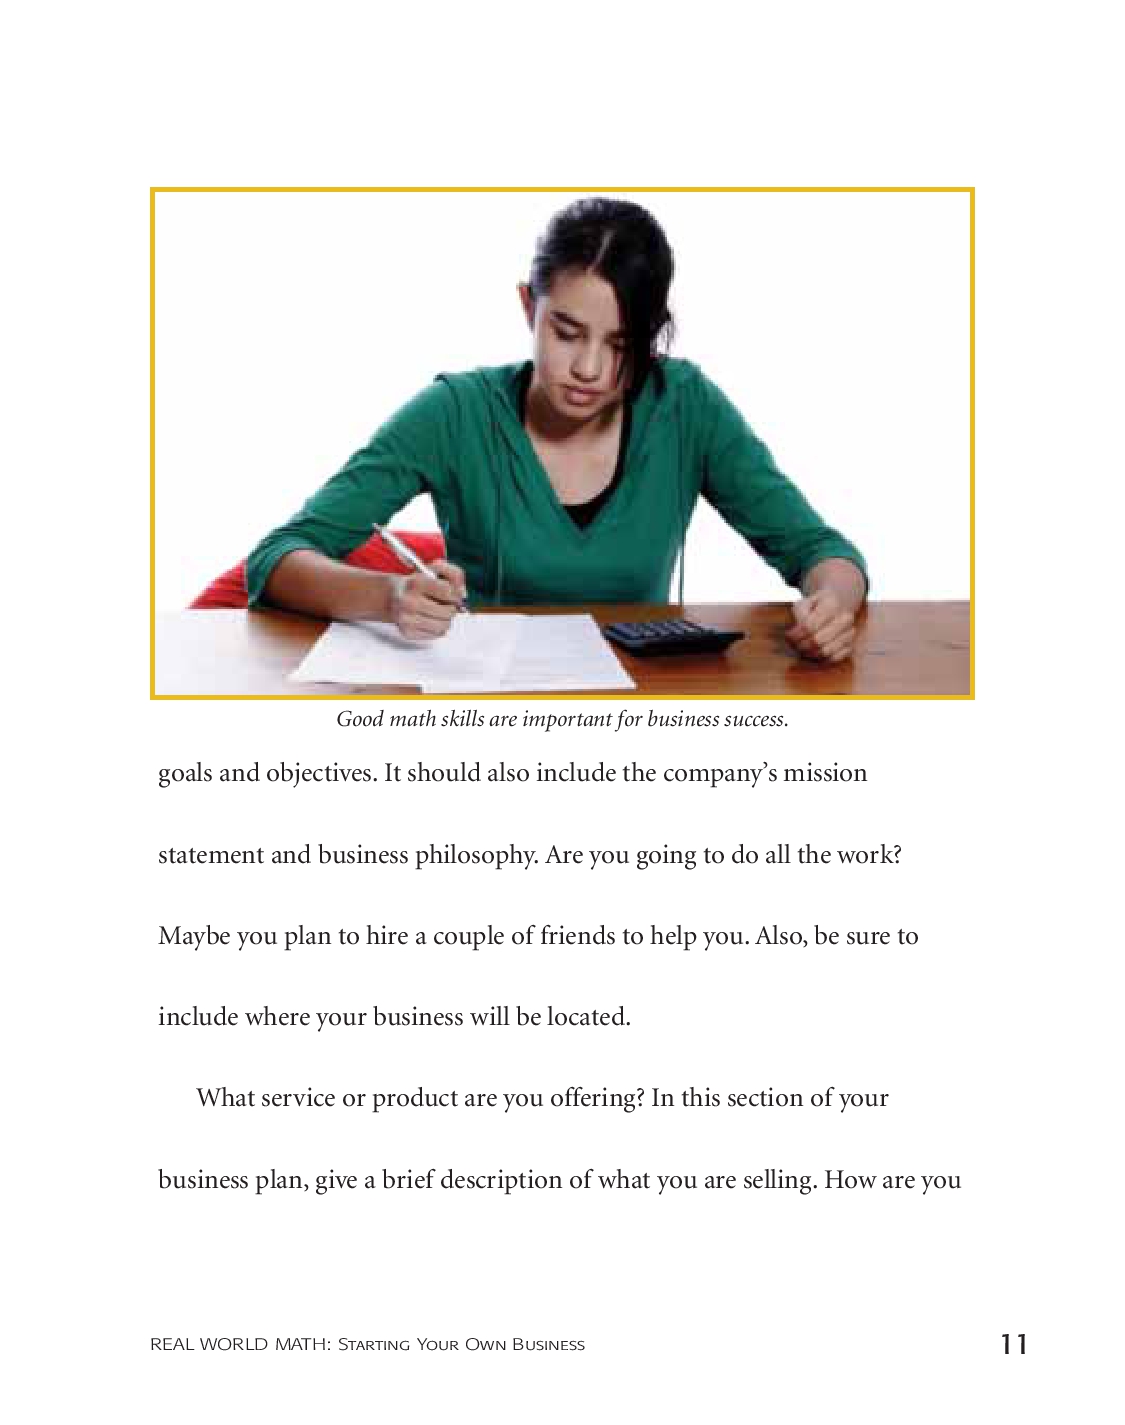 Good math skills are important for business success.
goals and objectives. It should also include the company’s mission
statement and business philosophy. Are you going to do all the work?
Maybe you plan to hire a couple of friends to help you. Also, be sure to
include where your business will be located.
What service or product are you offering? In this section of your
business plan, give a brief description of what you are selling. How are you
REAL WORLD MATH: Starting Your Own Business 11